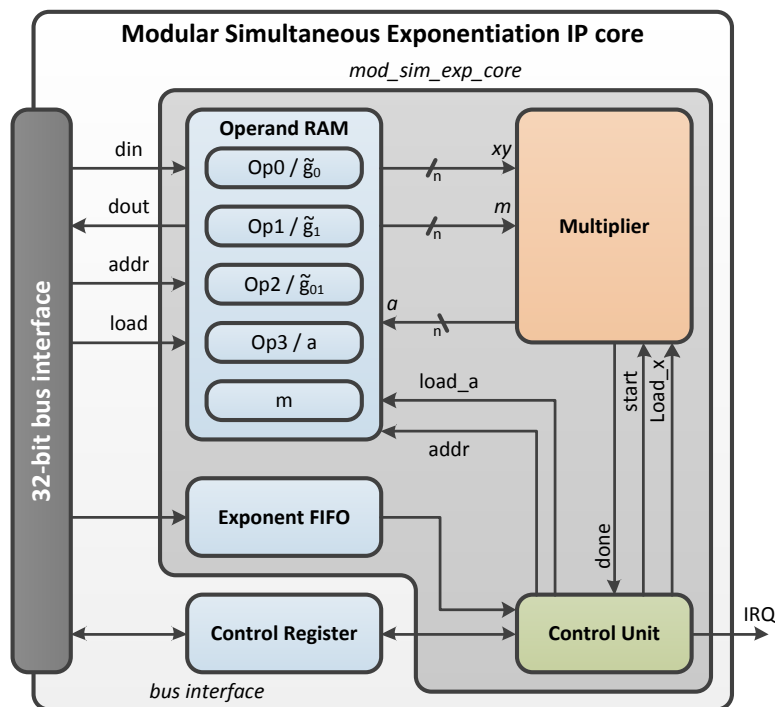 Modular Simultaneous Exponentiation IP core
mod_sim_exp_core
32-bit bus interface
din
dout
addr
load
Operand RAM
Op0 / g̃₀
Op1 / g̃₁
Op2 / g̃₀₁
Op3 / a
m
n
xy
n
m
a
n
Multiplier
load_a
addr
done
start
Load_x
Exponent FIFO
Control Register
Control Unit
IRQ
bus interface